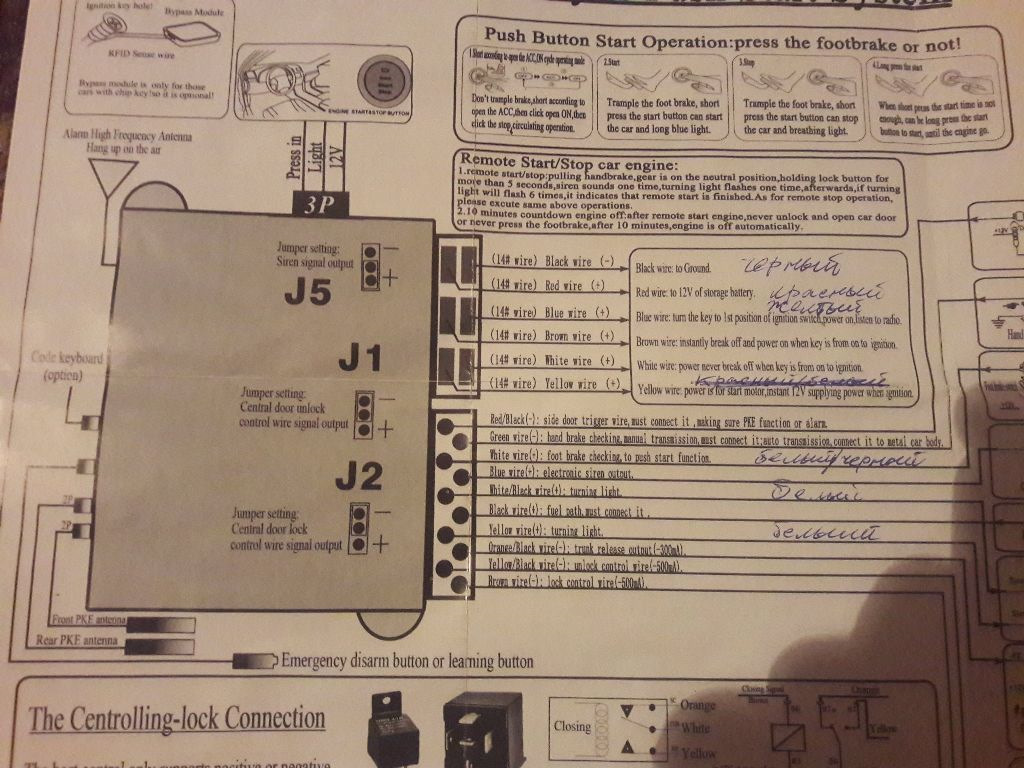 Ignition key hole!
Bypass Module
RFID Sense wire
Bypass module is only for those
cars with chip key!so it is optional!
ENGINE START&STOP BUTTON
Push Button Start Operation:press the footbrake or not!
1.Short according to open the ACC,ON cycle operating mode
Don't trample brake,short according to
open the ACC,then click open ON,then
click the stop,circulating operation.
2.Start
Trample the foot brake, short
press the start button can start
the car and long blue light.
3.Stop
Trample the foot brake, short
press the start button can stop
the car and breathing light.
4.Long press the start
When short press the start time is not
enough, can be long press the start
button to start, until the engine go.
Alarm High Frequency Antenna
Hang up on the air
Press in
Light
12V
3P
Remote Start/Stop car engine:
1.remote start/stop:pulling handbrake,gear is on the neutral position,holding lock button for
more than 5 seconds,siren sounds one time,turning light flashes one time,afterwards,if turning
light will flash 6 times,it indicates that remote start is finished.As for remote stop operation,
please excute same above operations.
2.10 minutes countdown engine off:after remote start engine,never unlock and open car door
or never press the footbrake,after 10 minutes,engine is off automatically.
+12V
Hand
Jumper setting:
Siren signal output
−
+
J5
(14# wire) Black wire (-)
(14# wire) Red wire (+)
(14# wire) Blue wire (+)
(14# wire) Brown wire (+)
(14# wire) White wire (+)
(14# wire) Yellow wire (+)
Black wire: to Ground. черный
Red wire: to 12V of storage battery. красный
желтый
Blue wire: turn the key to 1st position of ignition switch,power on,listen to radio.
Brown wire: instantly break off and power on when key is from on to ignition.
White wire: power never break off when key is from on to ignition.
красный/белый
Yellow wire: power is for start motor,instant 12V supplying power when ignition.
J1
Code keyboard
(option)
Jumper setting:
Central door unlock
control wire signal output
−
+
J2
Jumper setting:
Central door lock
control wire signal output
−
+
Red/Black(-): side door trigger wire,must connect it ,making sure PKE function or alarm.
Green wire(-): hand brake checking,manual transmission,must connect it;auto transmission,connect it to metal car body.
White wire(+): foot brake checking,to push start function. белый/черный
Blue wire(+): electronic siren output.
White/Black wire(+): turning light. белый
Black wire(+): fuel path,must connect it .
Yellow wire(+): turning light. белый
Orange/Black wire(-): trunk release output(-300mA).
Yellow/Black wire(-): unlock control wire(-500mA).
Brown wire(-): lock control wire(-500mA).
2P
2P
Front PKE antenna
Rear PKE antenna
Emergency disarm button or learning button
The Centrolling-lock Connection
Closing
Orange
White
Yellow
Closing Signal
Brown
Orange
Yellow